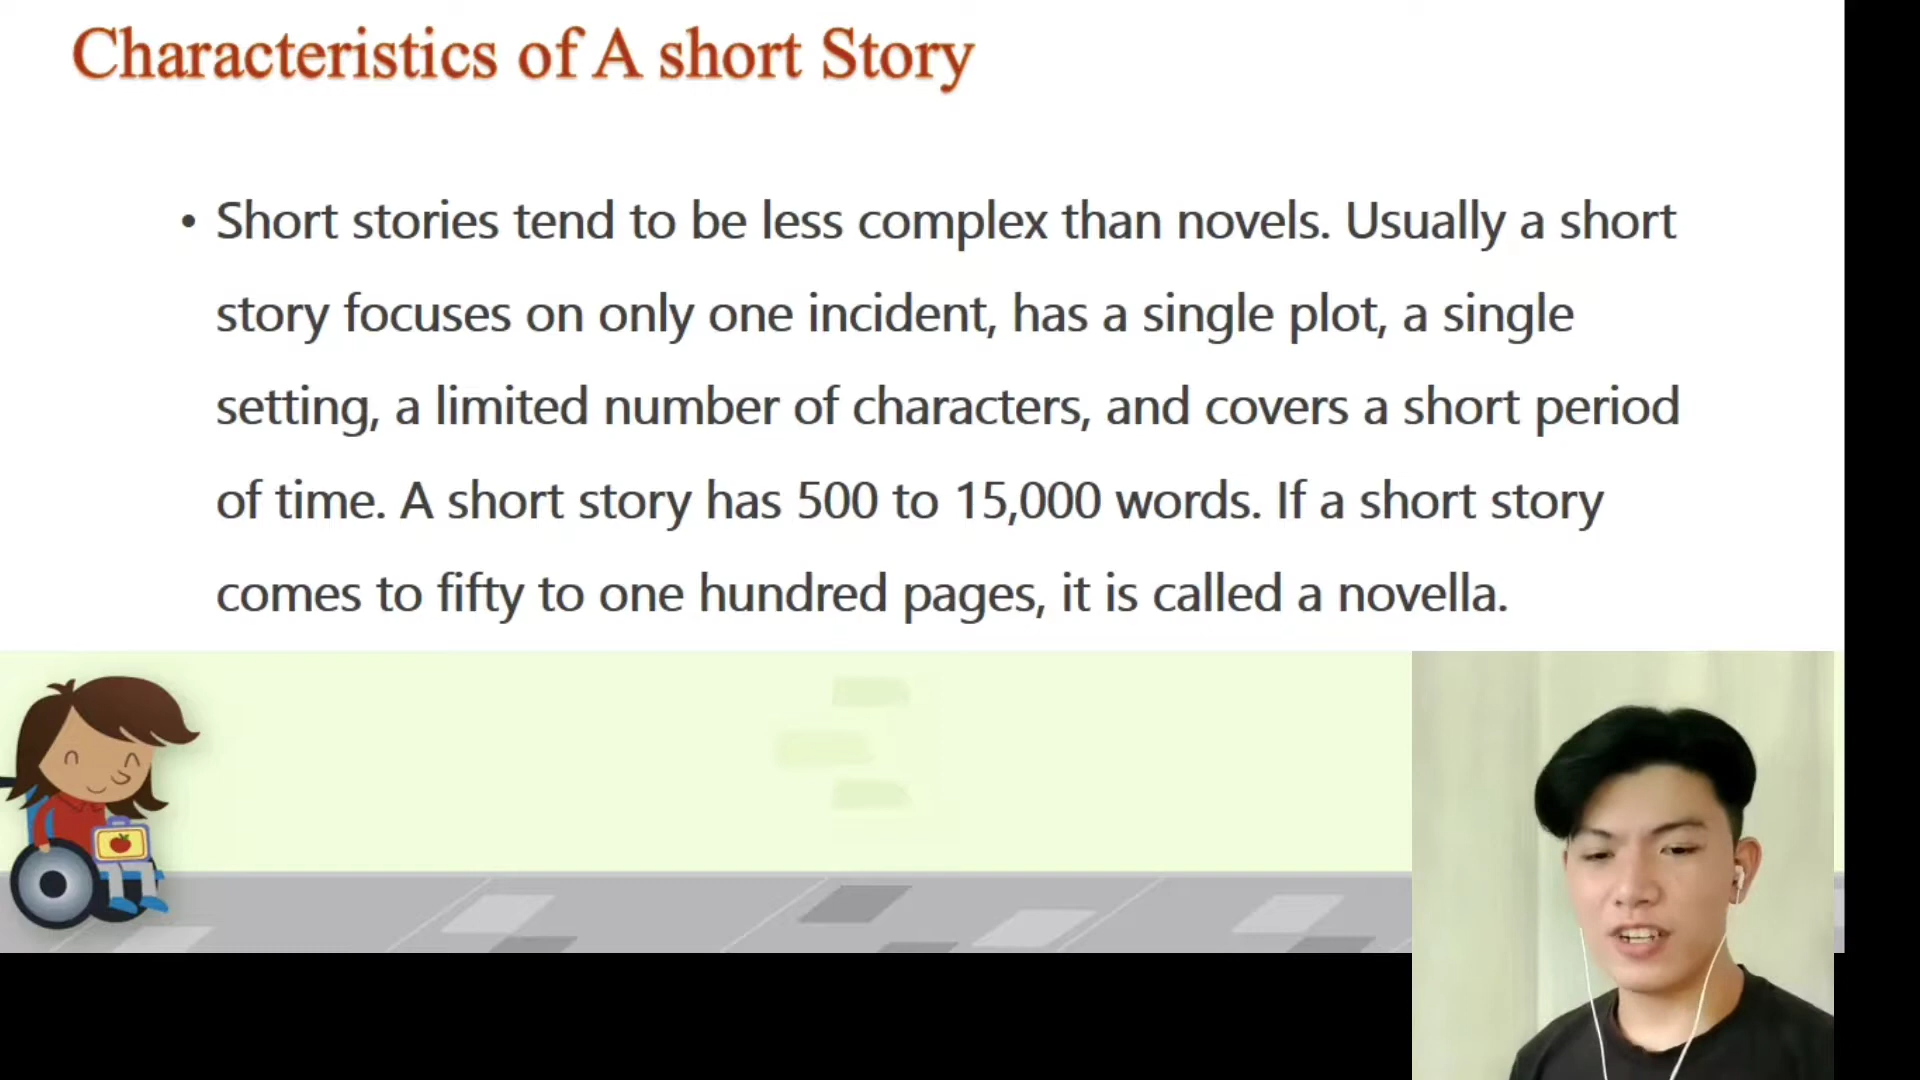 Characteristics of A short Story
• Short stories tend to be less complex than novels. Usually a short
story focuses on only one incident, has a single plot, a single
setting, a limited number of characters, and covers a short period
of time. A short story has 500 to 15,000 words. If a short story
comes to fifty to one hundred pages, it is called a novella.